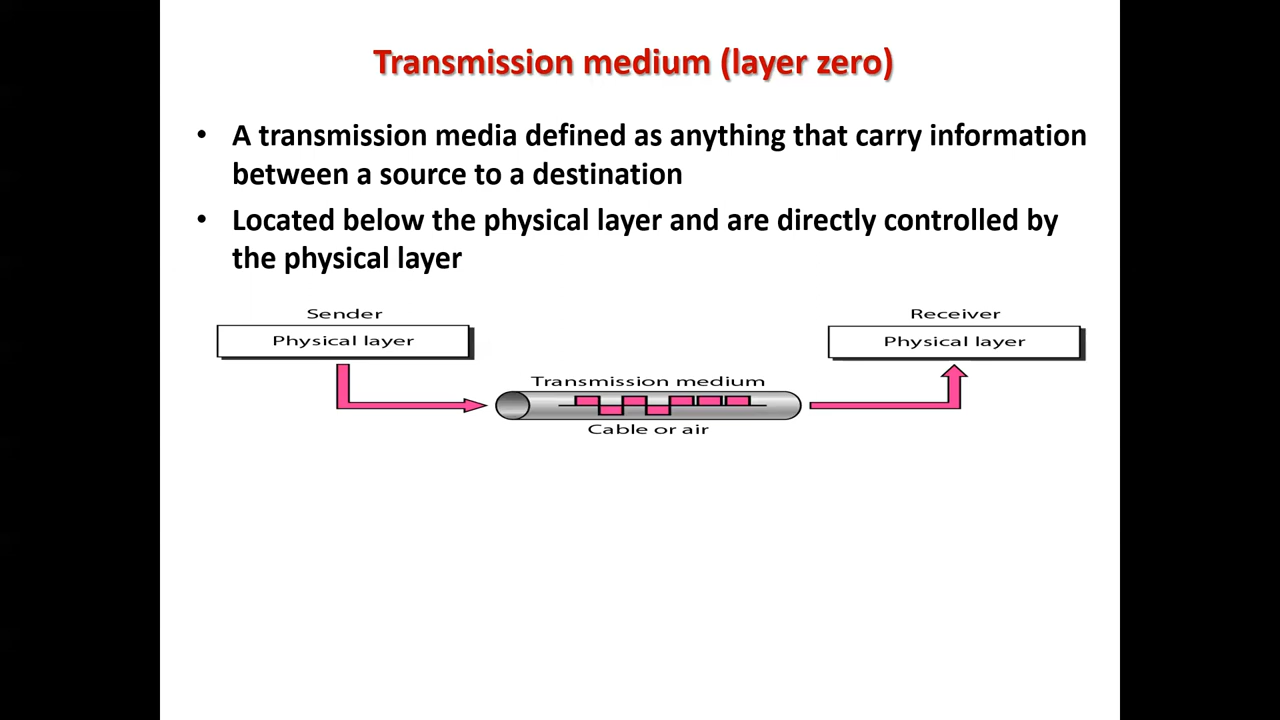 Transmission medium (layer zero)
• A transmission media defined as anything that carry information
between a source to a destination
• Located below the physical layer and are directly controlled by
the physical layer
Sender
Physical layer
Receiver
Physical layer
Transmission medium
Cable or air